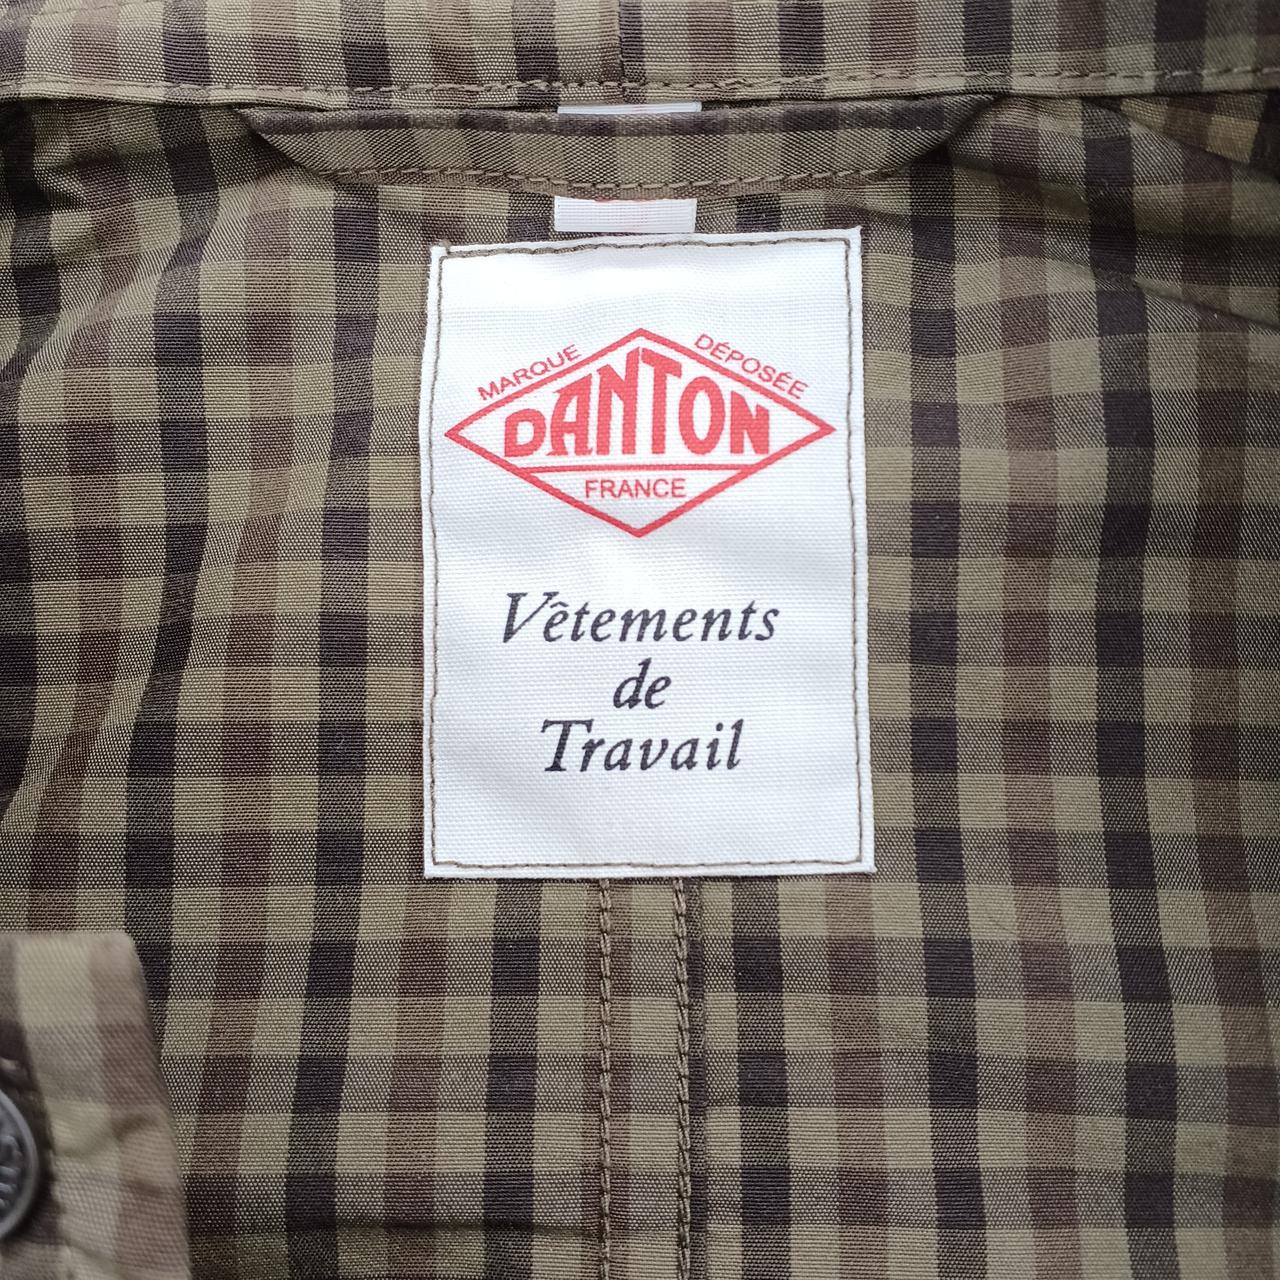 MARQUE DÉPOSÉE
DANTON
FRANCE
Vêtements
de
Travail